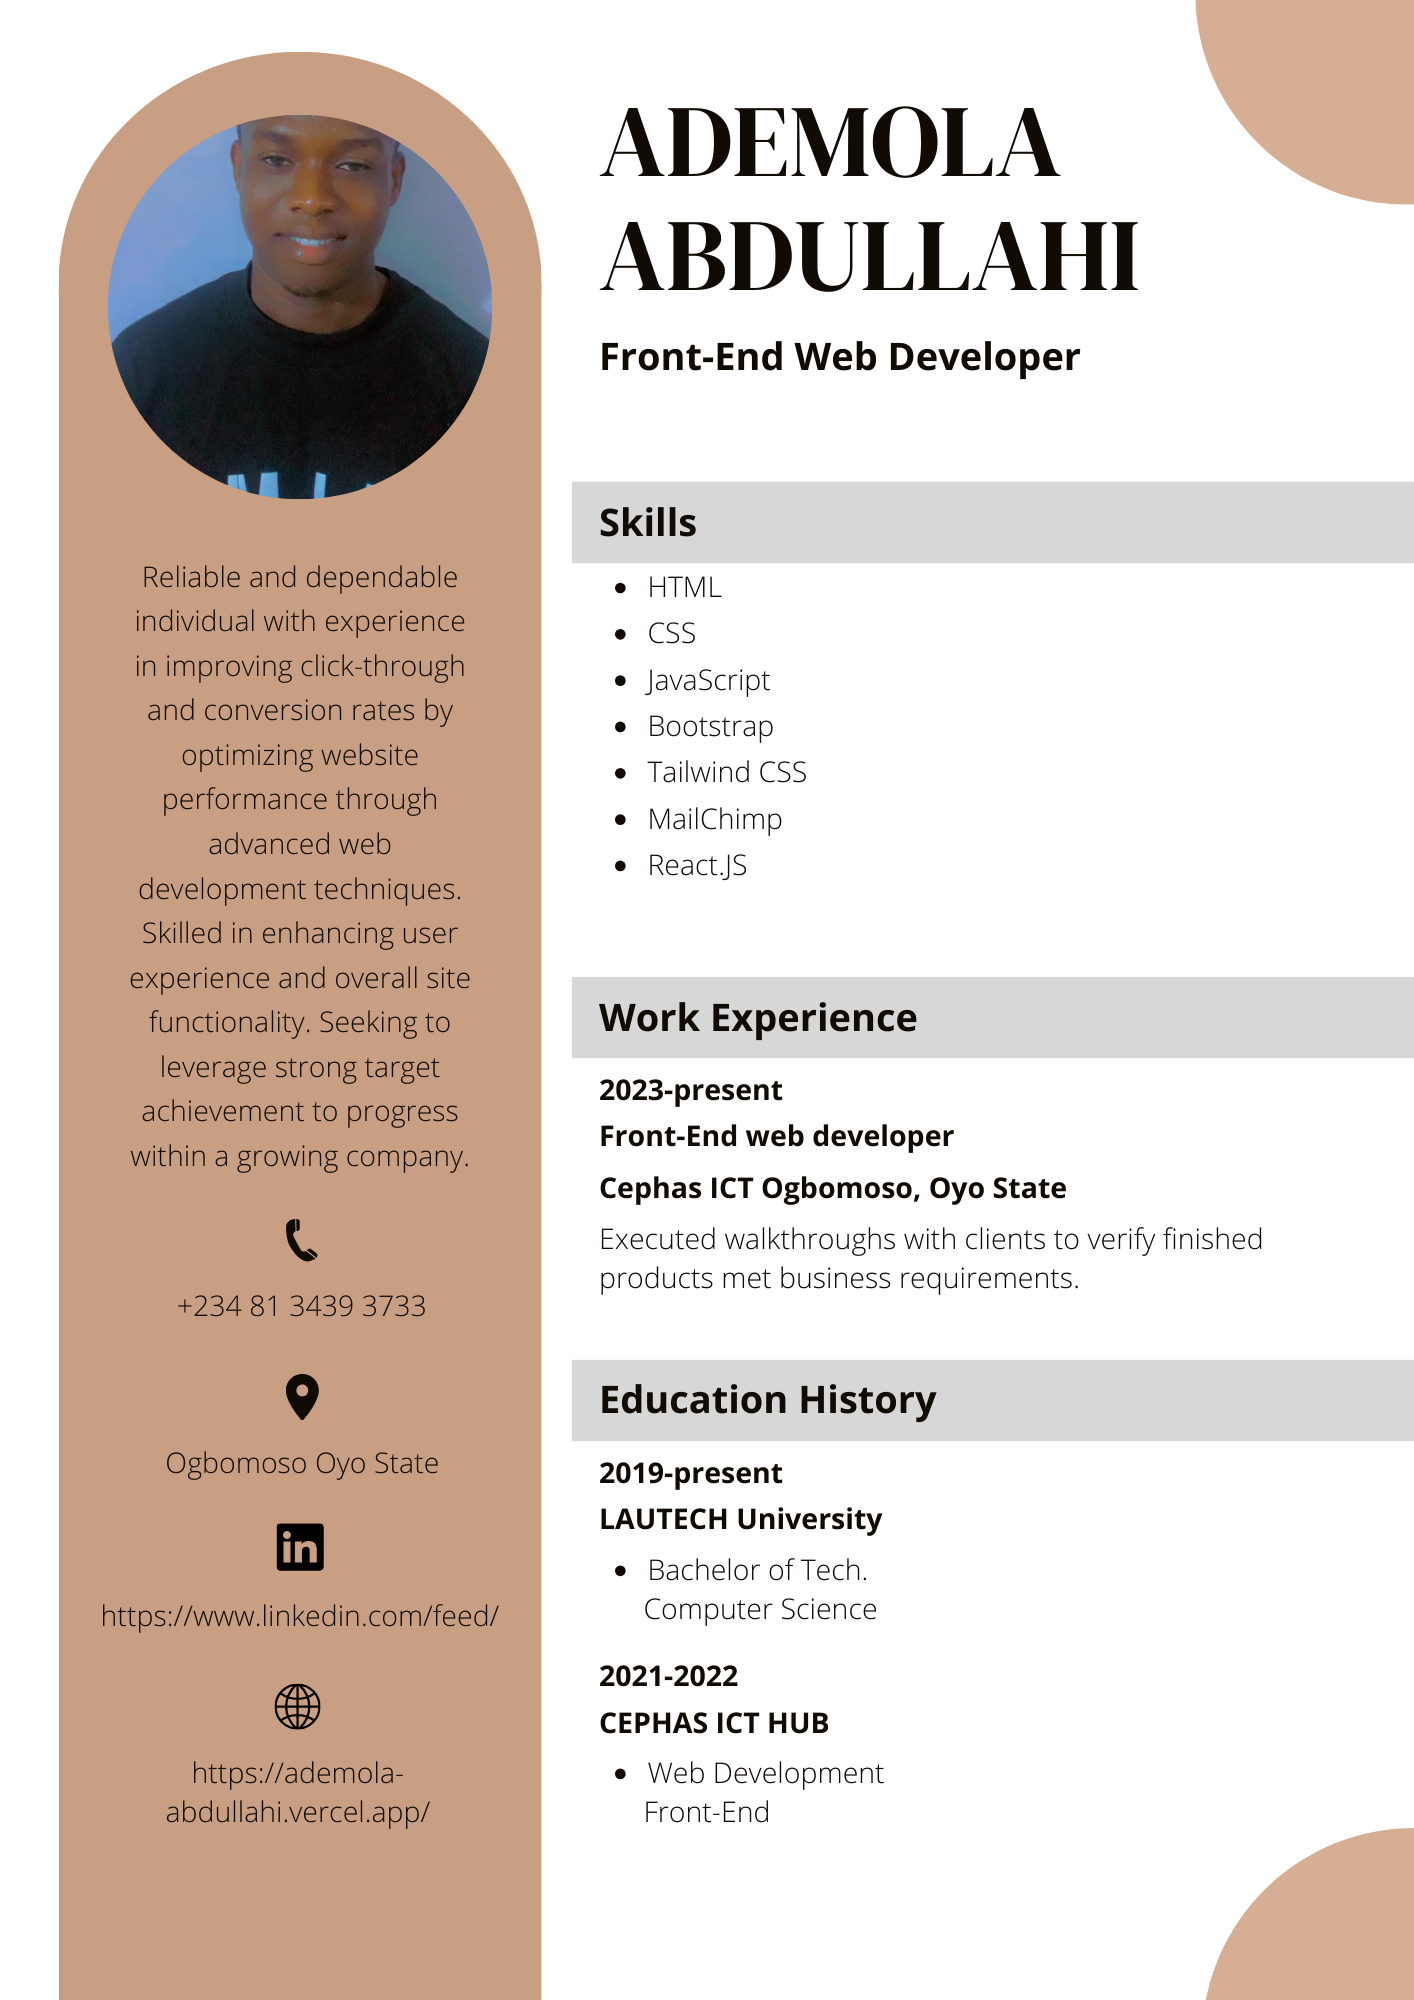 ADEMOLA
ABDULLAHI
Front-End Web Developer
Reliable and dependable
individual with experience
in improving click-through
and conversion rates by
optimizing website
performance through
advanced web
development techniques.
Skilled in enhancing user
experience and overall site
functionality. Seeking to
leverage strong target
achievement to progress
within a growing company.
+234 81 3439 3733
Ogbomoso Oyo State
in
https://www.linkedin.com/feed/
https://ademola-
abdullahi.vercel.app/
Skills
• HTML
• CSS
• JavaScript
• Bootstrap
• Tailwind CSS
• MailChimp
• React.JS
Work Experience
2023-present
Front-End web developer
Cephas ICT Ogbomoso, Oyo State
Executed walkthroughs with clients to verify finished
products met business requirements.
Education History
2019-present
LAUTECH University
• Bachelor of Tech.
Computer Science
2021-2022
CEPHAS ICT HUB
• Web Development
Front-End